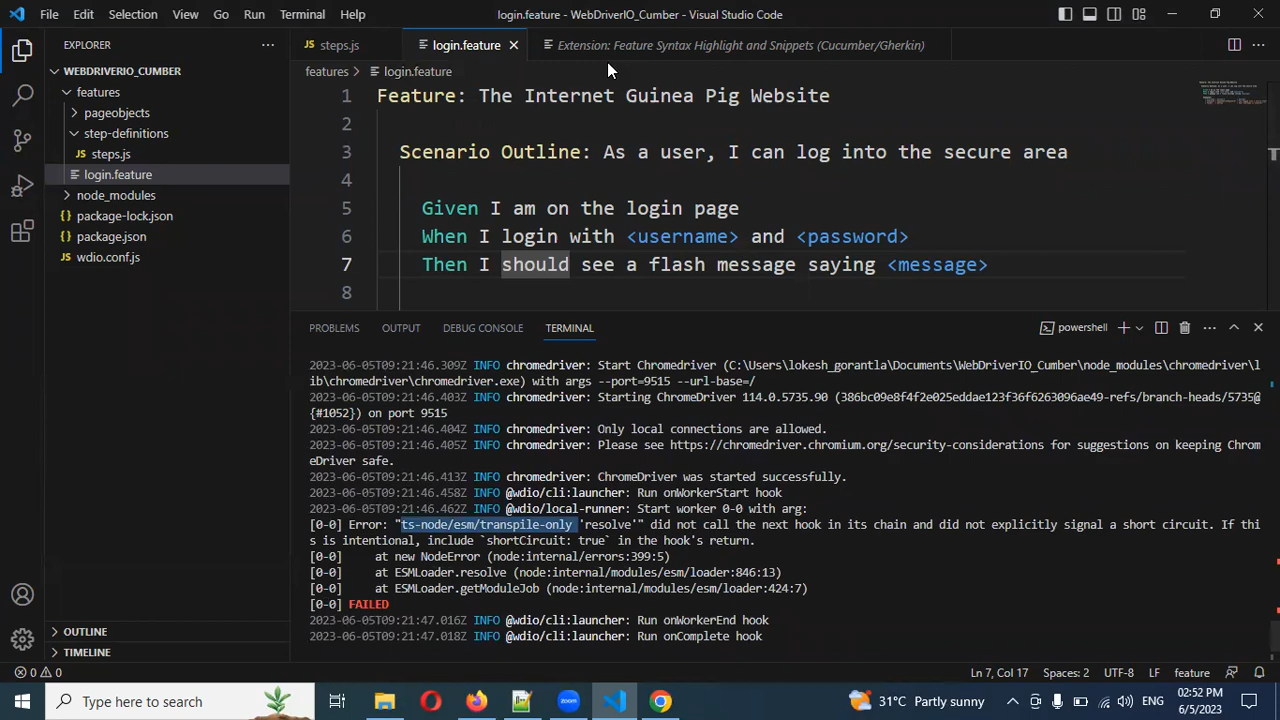 File Edit Selection View Go Run Terminal Help
login.feature - WebDriverIO_Cumber - Visual Studio Code
EXPLORER
WEBDRIVERIO_CUMBER
features
pageobjects
step-definitions
JS steps.js
login.feature
node_modules
{} package-lock.json
{} package.json
JS wdio.conf.js
OUTLINE
TIMELINE
JS steps.js
login.feature
Extension: Feature Syntax Highlight and Snippets (Cucumber/Gherkin)
features > login.feature
1 Feature: The Internet Guinea Pig Website
2
3 Scenario Outline: As a user, I can log into the secure area
4
5 Given I am on the login page
6 When I login with <username> and <password>
7 Then I should see a flash message saying <message>
8
PROBLEMS OUTPUT DEBUG CONSOLE TERMINAL
powershell
2023-06-05T09:21:46.309Z INFO chromedriver: Start Chromedriver (C:\Users\lokesh_gorantla\Documents\WebDriverIO_Cumber\node_modules\chromedriver\l
ib\chromedriver\chromedriver.exe) with args --port=9515 --url-base=/
2023-06-05T09:21:46.403Z INFO chromedriver: Starting ChromeDriver 114.0.5735.90 (386bc09e8f4f2e025eddae123f36f6263096ae49-refs/branch-heads/5735@
{#1052}) on port 9515
2023-06-05T09:21:46.404Z INFO chromedriver: Only local connections are allowed.
2023-06-05T09:21:46.405Z INFO chromedriver: Please see https://chromedriver.chromium.org/security-considerations for suggestions on keeping Chrom
eDriver safe.
2023-06-05T09:21:46.413Z INFO chromedriver: ChromeDriver was started successfully.
2023-06-05T09:21:46.458Z INFO @wdio/cli:launcher: Run onWorkerStart hook
2023-06-05T09:21:46.462Z INFO @wdio/local-runner: Start worker 0-0 with arg:
[0-0] Error: "ts-node/esm/transpile-only 'resolve'" did not call the next hook in its chain and did not explicitly signal a short circuit. If thi
s is intentional, include `shortCircuit: true` in the hook's return.
[0-0]     at new NodeError (node:internal/errors:399:5)
[0-0]     at ESMLoader.resolve (node:internal/modules/esm/loader:846:13)
[0-0]     at ESMLoader.getModuleJob (node:internal/modules/esm/loader:424:7)
[0-0] FAILED
2023-06-05T09:21:47.016Z INFO @wdio/cli:launcher: Run onWorkerEnd hook
2023-06-05T09:21:47.018Z INFO @wdio/cli:launcher: Run onComplete hook
0 0
Ln 7, Col 17 Spaces: 2 UTF-8 LF feature
Type here to search
zoom
31°C Partly sunny
ENG
02:52 PM
6/5/2023